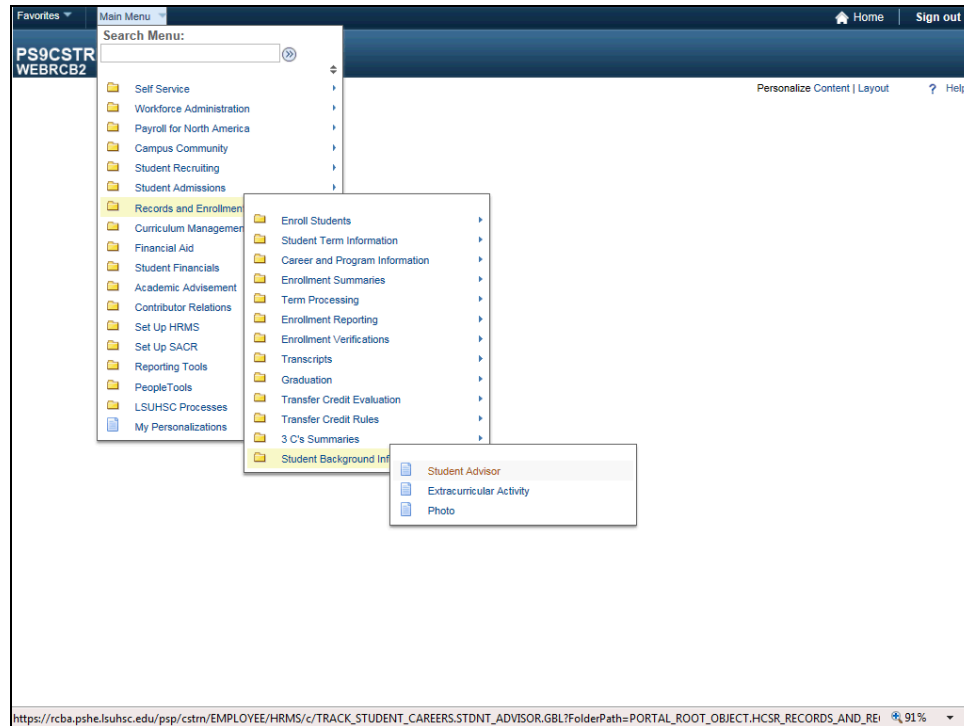 Favorites Main Menu Home Sign out
Search Menu:
PS9CSTR
WEBRCB2
Personalize Content | Layout ? Help
Self Service
Workforce Administration
Payroll for North America
Campus Community
Student Recruiting
Student Admissions
Records and Enrollment
Curriculum Managemen
Financial Aid
Student Financials
Academic Advisement
Contributor Relations
Set Up HRMS
Set Up SACR
Reporting Tools
PeopleTools
LSUHSC Processes
My Personalizations
Enroll Students
Student Term Information
Career and Program Information
Enrollment Summaries
Term Processing
Enrollment Reporting
Enrollment Verifications
Transcripts
Graduation
Transfer Credit Evaluation
Transfer Credit Rules
3 C's Summaries
Student Background Inf
Student Advisor
Extracurricular Activity
Photo
https://rcba.pshe.lsuhsc.edu/psp/cstrn/EMPLOYEE/HRMS/c/TRACK_STUDENT_CAREERS.STDNT_ADVISOR.GBL?FolderPath=PORTAL_ROOT_OBJECT.HCSR_RECORDS_AND_RE 91%